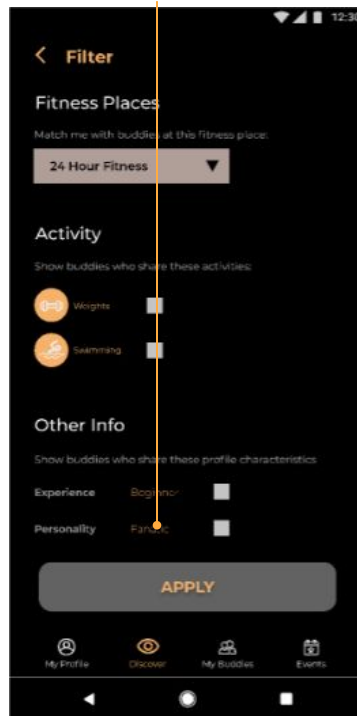 12:30
Filter
Fitness Places
Match me with buddies at this fitness place:
24 Hour Fitness
Activity
Show buddies who share these activities:
Weights
Swimming
Other Info
Show buddies who share these profile characteristics
Experience Beginner
Personality Fanatic
APPLY
My Profile Discover My Buddies Events